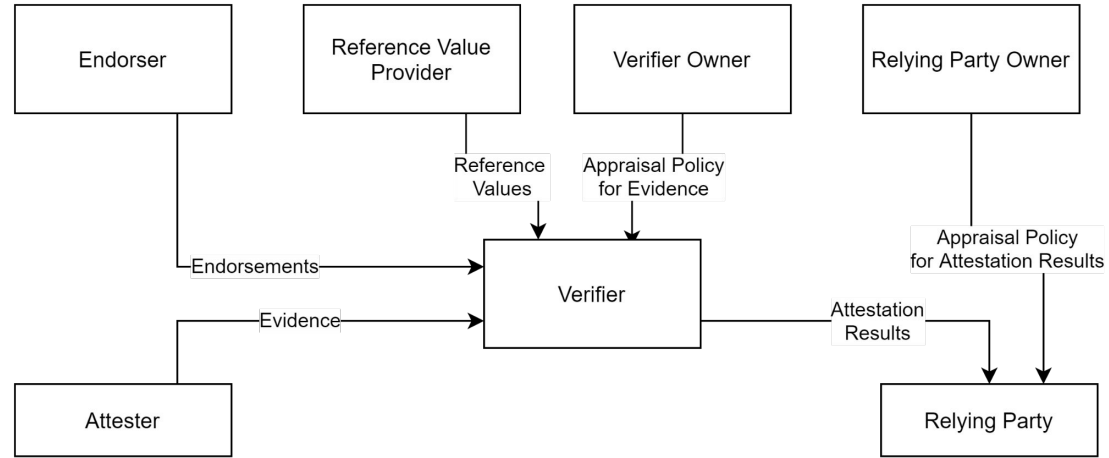 Endorser
Reference Value
Provider
Verifier Owner
Relying Party Owner
Reference
Values
Appraisal Policy
for Evidence
Appraisal Policy
for Attestation Results
Endorsements
Verifier
Evidence
Attestation
Results
Attester
Relying Party